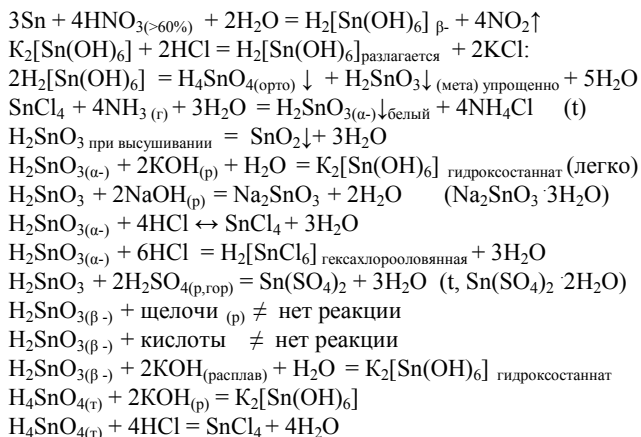 3Sn + 4HNO₃₍>₆₀%₎ + 2H₂O = H₂[Sn(OH)₆] β- + 4NO₂↑
K₂[Sn(OH)₆] + 2HCl = H₂[Sn(OH)₆]разлагается + 2KCl:
2H₂[Sn(OH)₆] = H₄SnO₄(орто) ↓ + H₂SnO₃↓ (мета) упрощенно + 5H₂O
SnCl₄ + 4NH₃ (г) + 3H₂O = H₂SnO₃(α-)↓белый + 4NH₄Cl (t)
H₂SnO₃ при высушивании = SnO₂↓ + 3H₂O
H₂SnO₃(α-) + 2KOH(р) + H₂O = K₂[Sn(OH)₆] гидроксостаннат (легко)
H₂SnO₃ + 2NaOH(р) = Na₂SnO₃ + 2H₂O (Na₂SnO₃ ·3H₂O)
H₂SnO₃(α-) + 4HCl ↔ SnCl₄ + 3H₂O
H₂SnO₃(α-) + 6HCl = H₂[SnCl₆] гексахлорооловянная + 3H₂O
H₂SnO₃ + 2H₂SO₄(р,гор) = Sn(SO₄)₂ + 3H₂O (t, Sn(SO₄)₂ ·2H₂O)
H₂SnO₃(β -) + щелочи (р) ≠ нет реакции
H₂SnO₃(β -) + кислоты ≠ нет реакции
H₂SnO₃(β -) + 2KOH(расплав) + H₂O = K₂[Sn(OH)₆] гидроксостаннат
H₄SnO₄(т) + 2KOH(р) = K₂[Sn(OH)₆]
H₄SnO₄(т) + 4HCl = SnCl₄ + 4H₂O